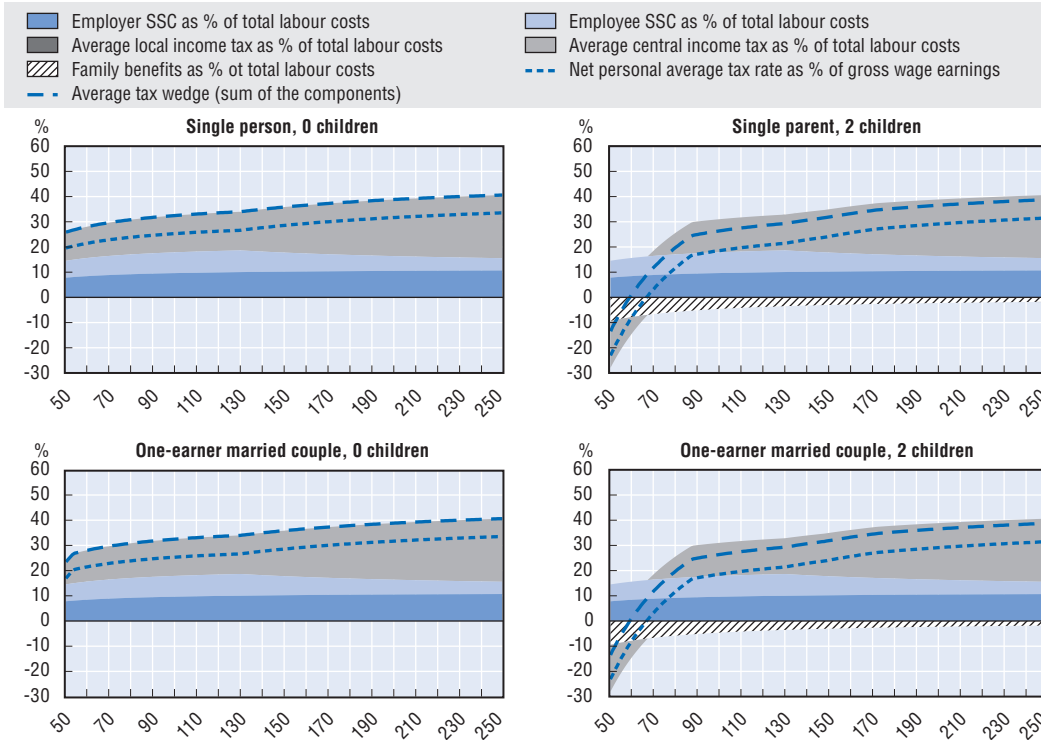 Employer SSC as % of total labour costs
Employee SSC as % of total labour costs
Average local income tax as % of total labour costs
Average central income tax as % of total labour costs
Family benefits as % ot total labour costs
Net personal average tax rate as % of gross wage earnings
Average tax wedge (sum of the components)
%
Single person, 0 children
60
50
40
30
20
10
0
-10
-20
-30
50 70 90 110 130 150 170 190 210 230 250
%
Single parent, 2 children
60
50
40
30
20
10
0
-10
-20
-30
50 70 90 110 130 150 170 190 210 230 250
%
One-earner married couple, 0 children
60
50
40
30
20
10
0
-10
-20
-30
50 70 90 110 130 150 170 190 210 230 250
%
One-earner married couple, 2 children
60
50
40
30
20
10
0
-10
-20
-30
50 70 90 110 130 150 170 190 210 230 250